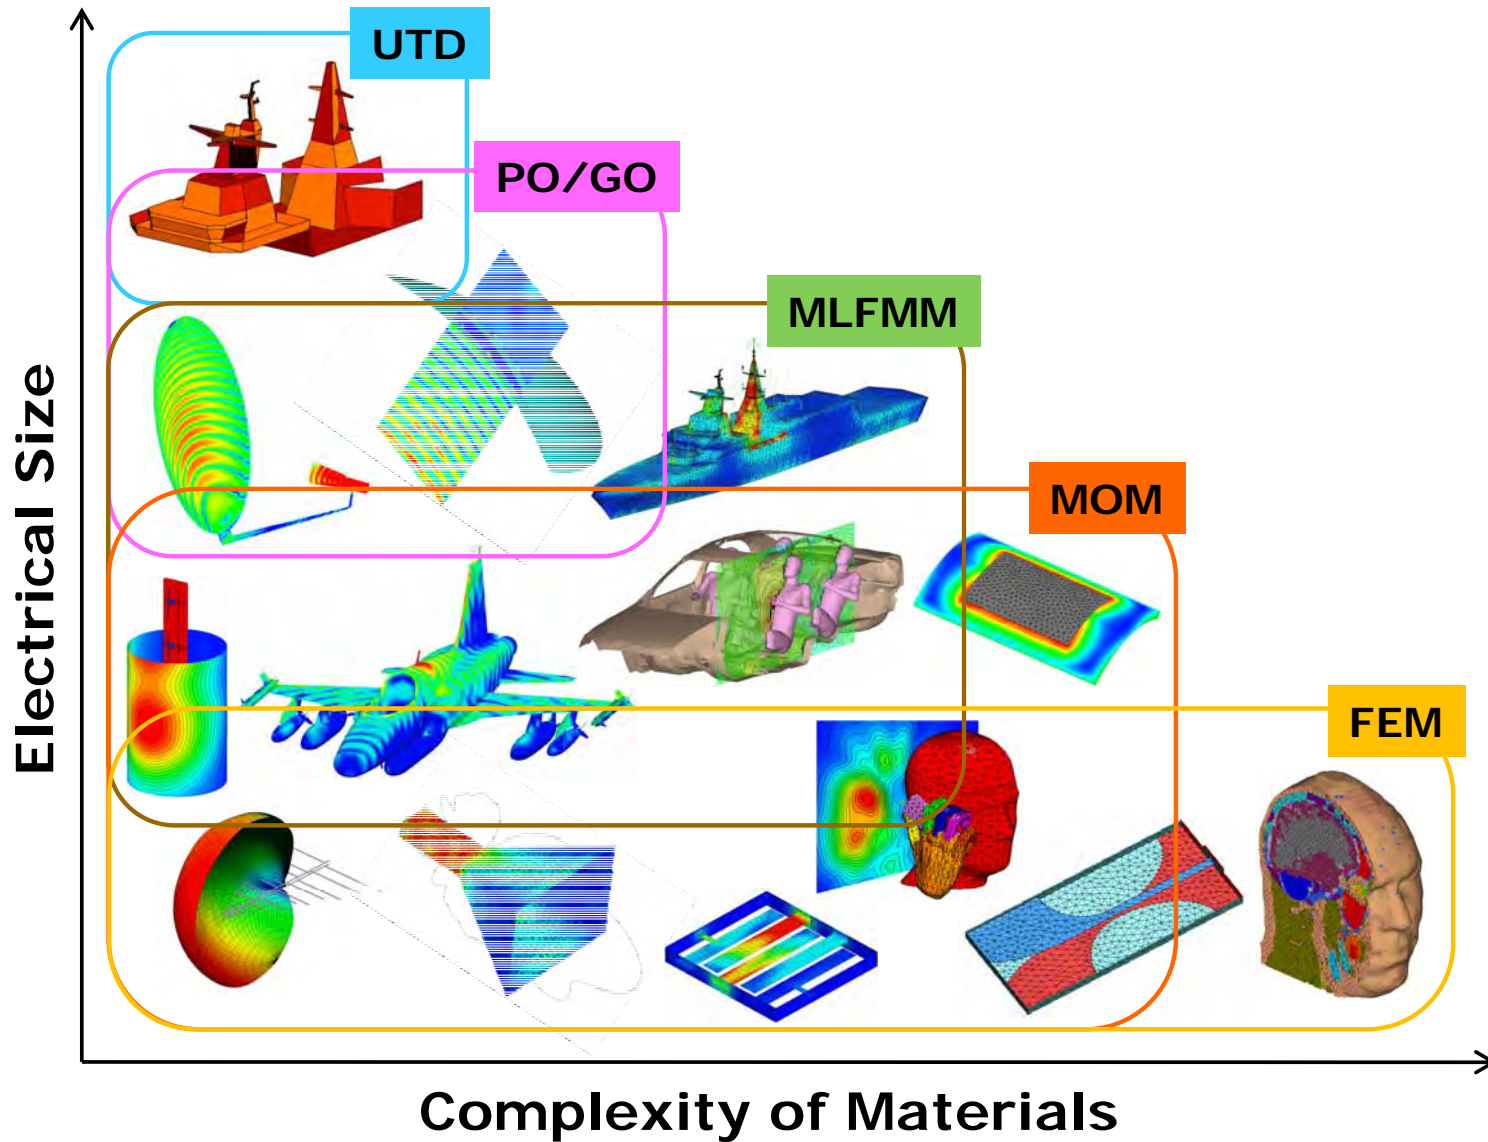 UTD
PO/GO
MLFMM
MOM
FEM
Electrical Size
Complexity of Materials